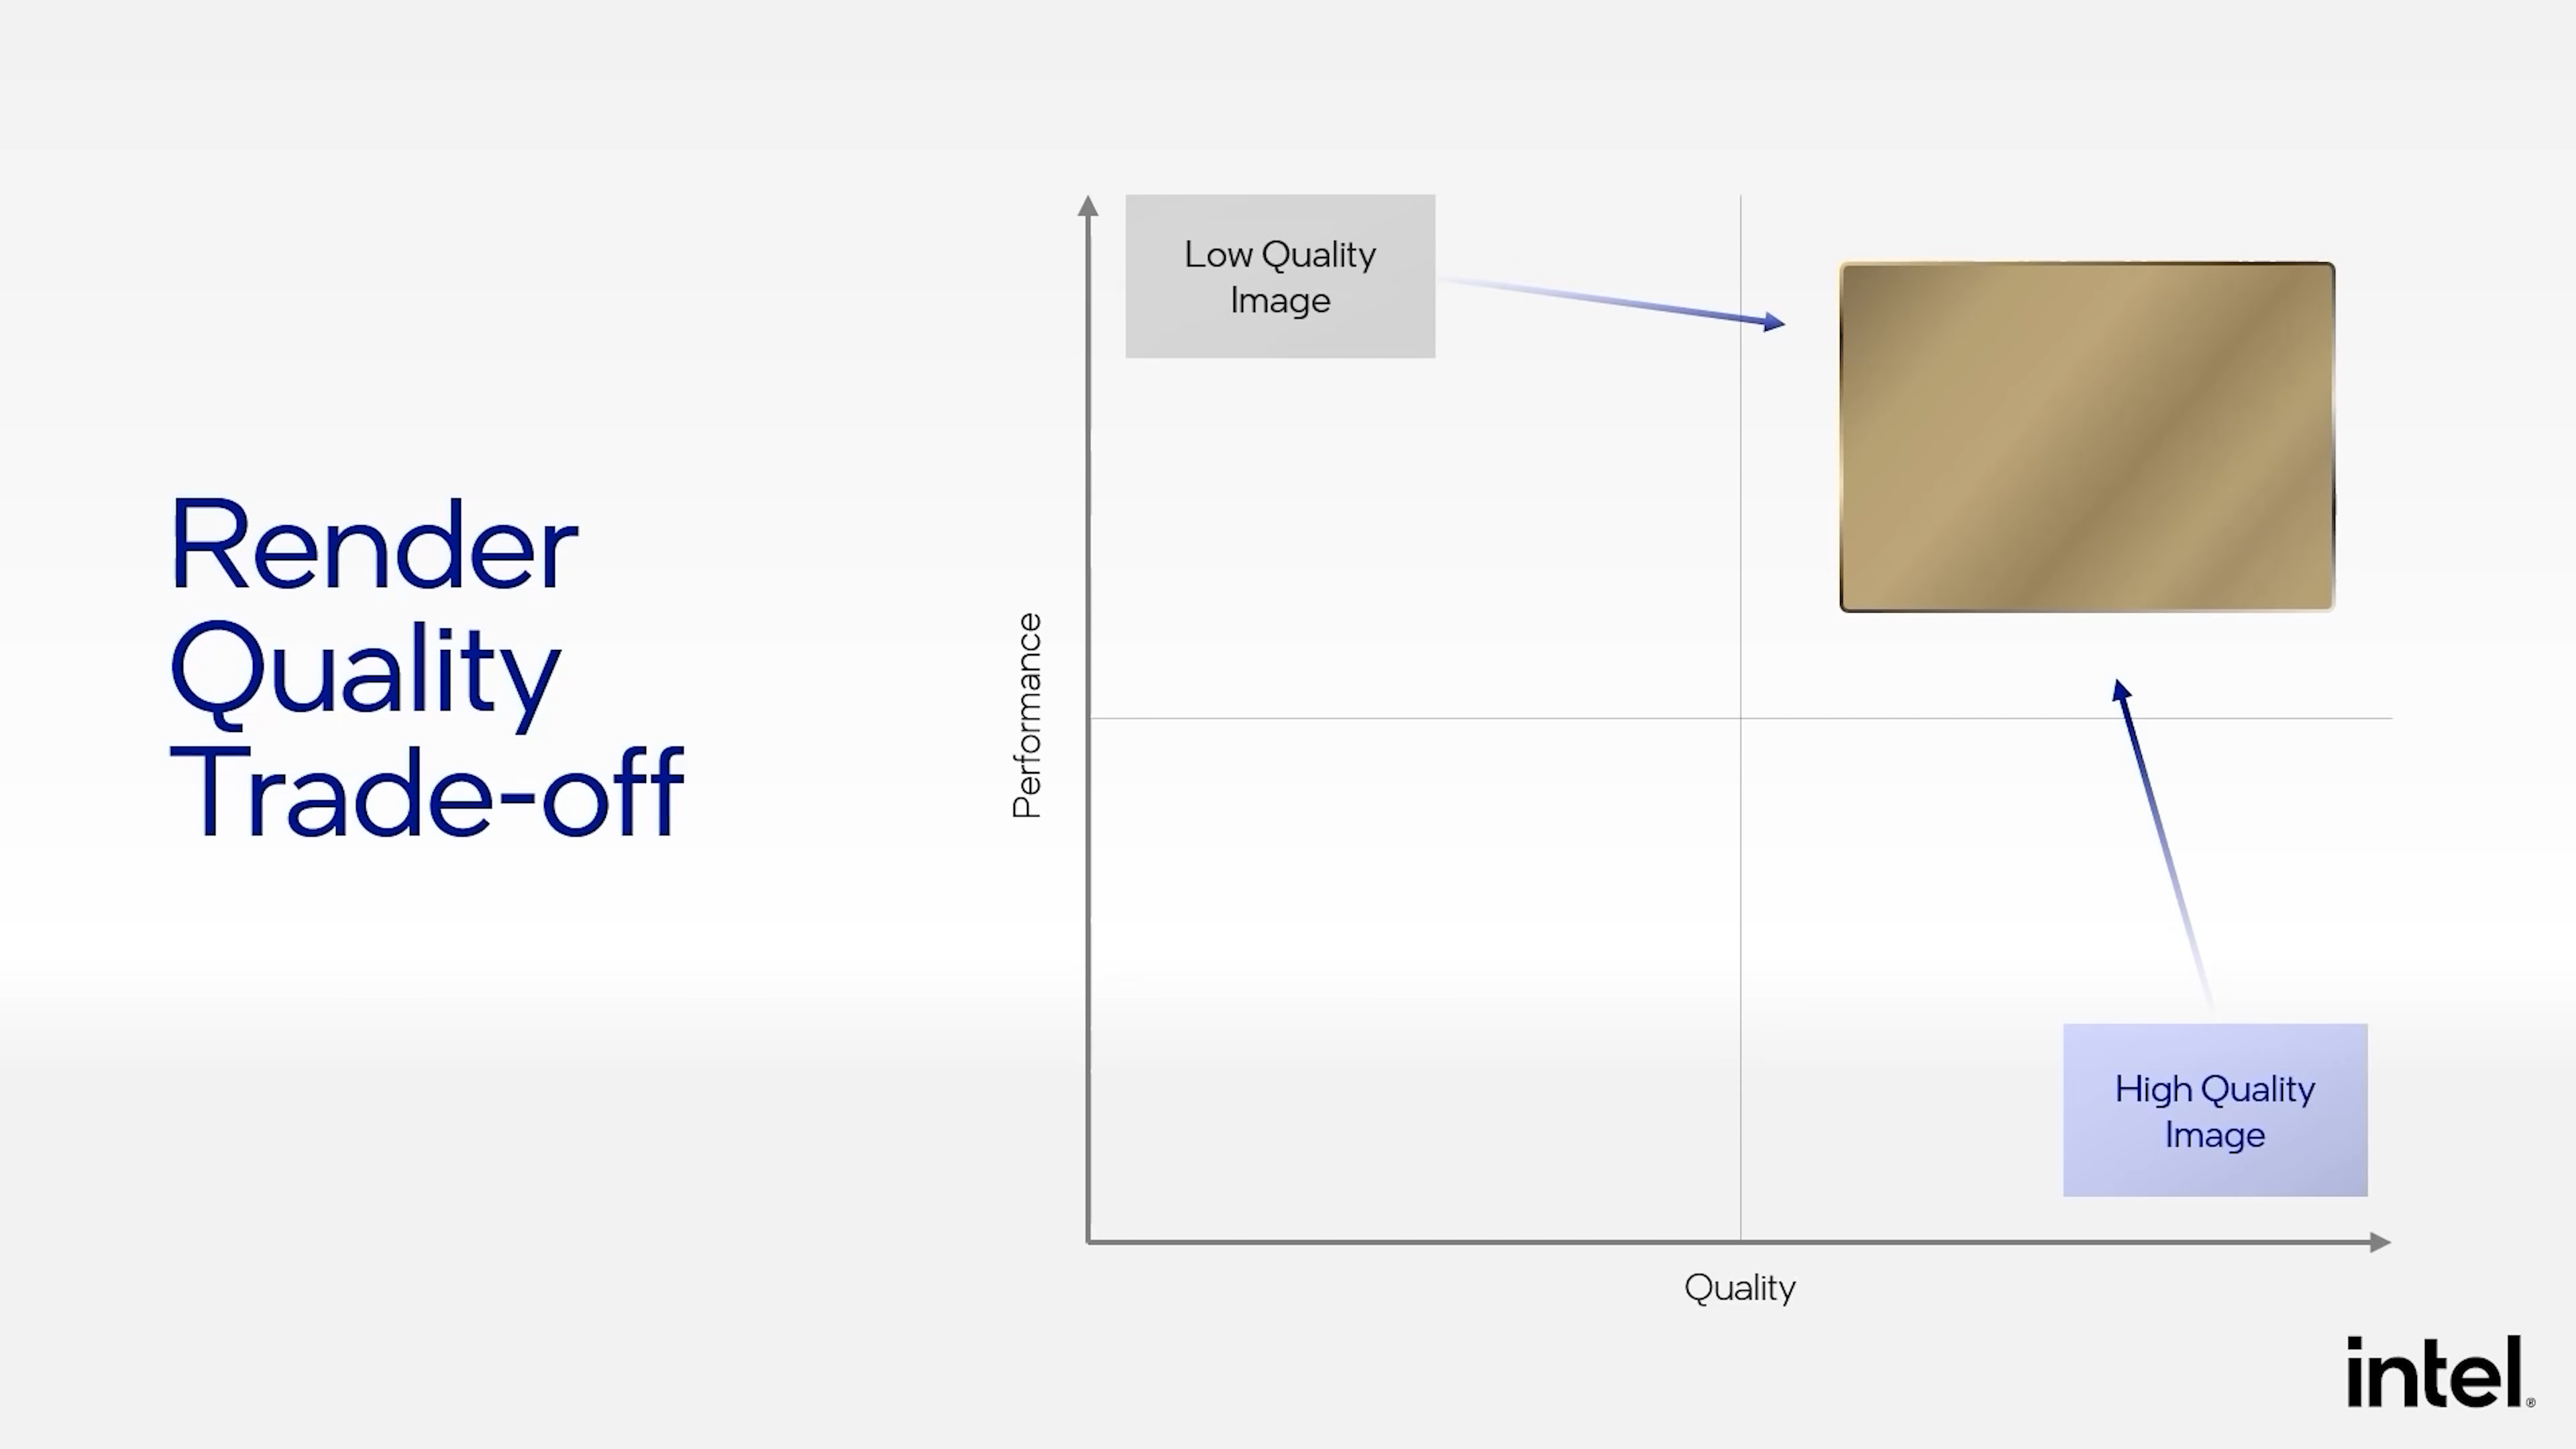 Render
Quality
Trade-off
Performance
Low Quality
Image
High Quality
Image
Quality
intel®